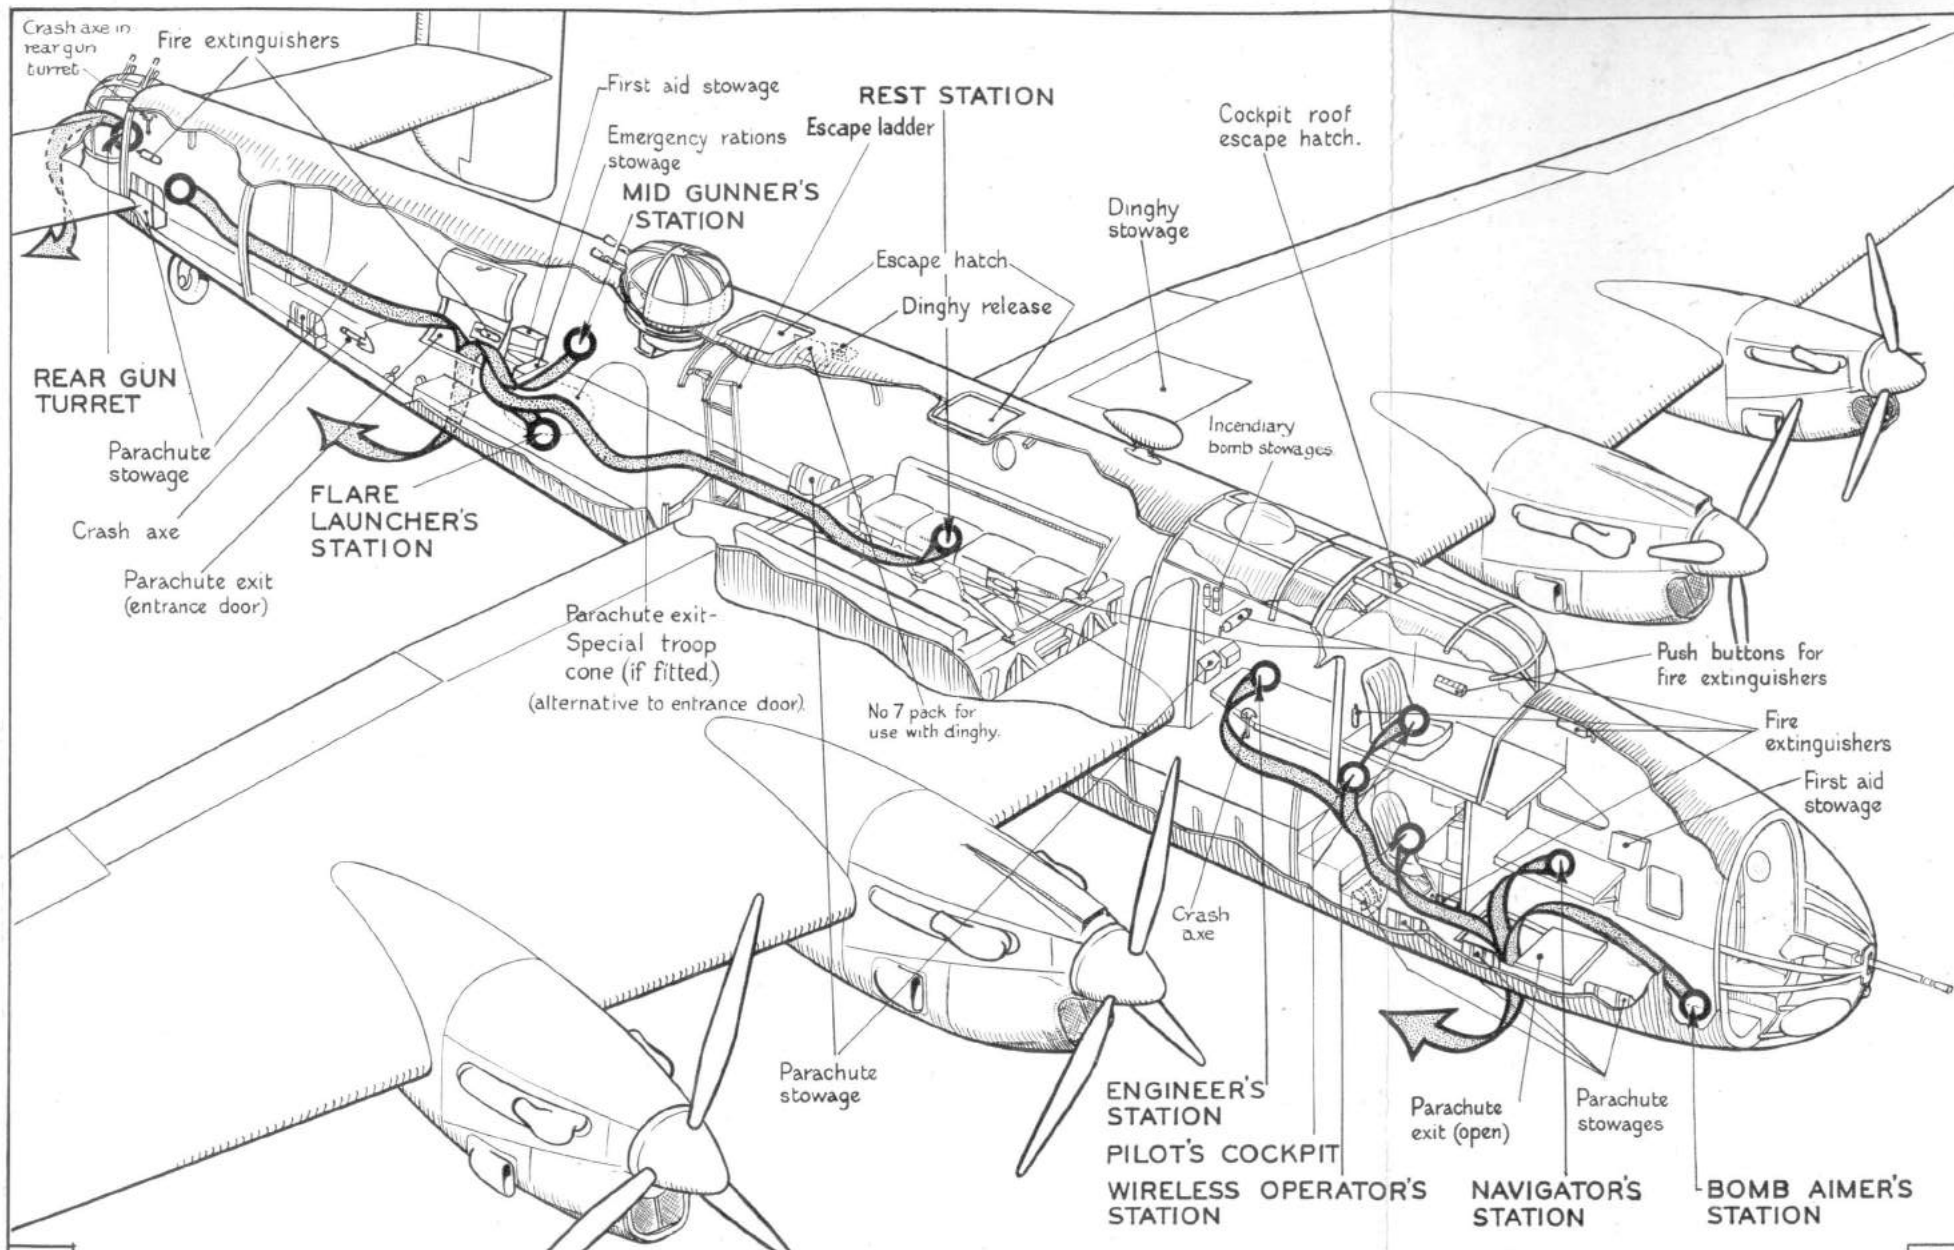 Crash axe in
rear gun
turret
Fire extinguishers
First aid stowage
Emergency rations
stowage
MID GUNNER'S
STATION
REST STATION
Escape ladder
Cockpit roof
escape hatch.
Dinghy
stowage
Escape hatch
Dinghy release
REAR GUN
TURRET
Parachute
stowage
Crash axe
Parachute exit
(entrance door)
FLARE
LAUNCHER'S
STATION
Incendiary
bomb stowages
Parachute exit-
Special troop
cone (if fitted.)
(alternative to entrance door).
No 7 pack for
use with dinghy.
Push buttons for
fire extinguishers
Fire
extinguishers
First aid
stowage
Crash
axe
Parachute
stowage
ENGINEER'S
STATION
PILOT'S COCKPIT
WIRELESS OPERATOR'S
STATION
Parachute
exit (open)
Parachute
stowages
NAVIGATOR'S
STATION
BOMB AIMER'S
STATION